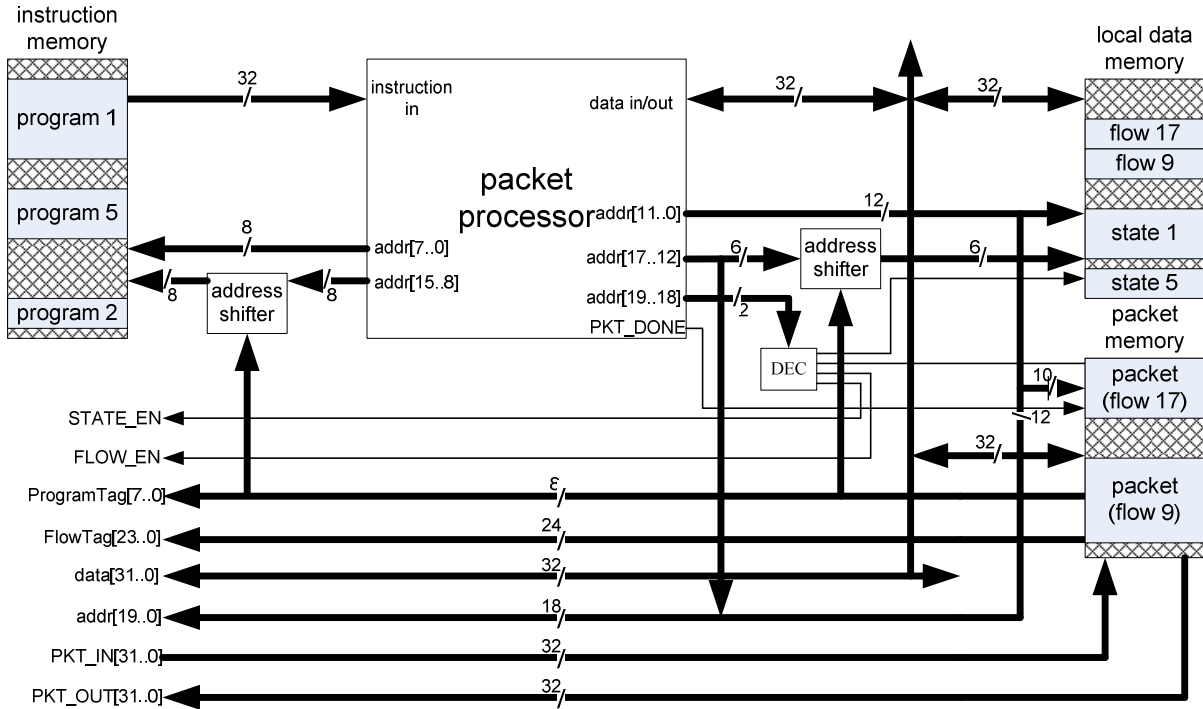 instruction
memory
program 1
program 5
program 2
32
instruction
in
data in/out
packet
processor
addr[11..0]
addr[7..0]
addr[15..8]
addr[17..12]
addr[19..18]
PKT_DONE
8
8
8
address
shifter
32
32
12
6
address
shifter
6
2
DEC
local data
memory
flow 17
flow 9
state 1
state 5
packet
memory
packet
(flow 17)
packet
(flow 9)
10
12
32
STATE_EN
FLOW_EN
ProgramTag[7..0]
8
FlowTag[23..0]
24
data[31..0]
32
addr[19..0]
18
PKT_IN[31..0]
32
PKT_OUT[31..0]
32